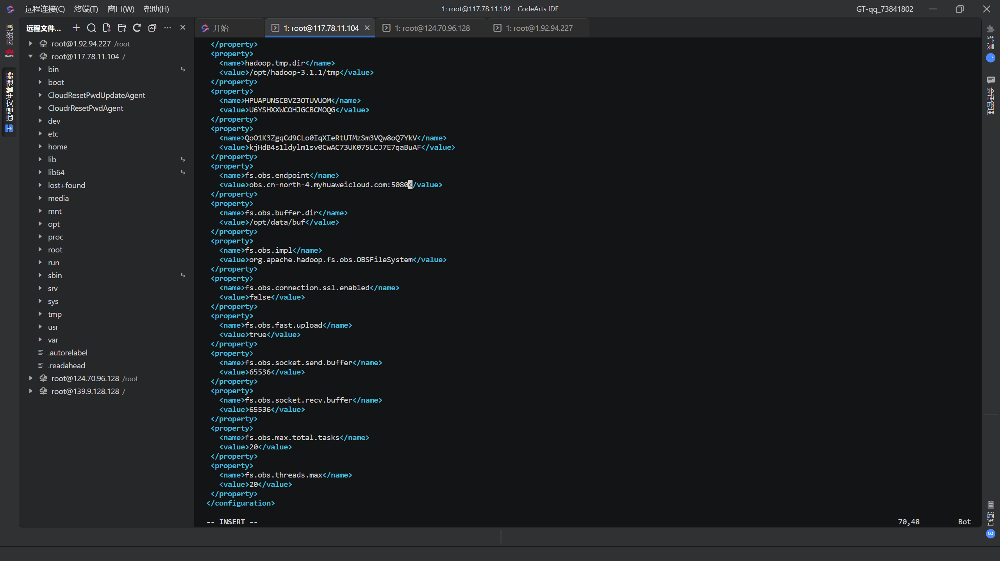 远程连接(C) 终端(T) 窗口(W) 帮助(H)
1: root@117.78.11.104 - CodeArts IDE
GT-qq_73841802
云资源
HUAWEI
远程文件管理器
远程文件...
root@1.92.94.227 /root
root@117.78.11.104 /
bin
boot
CloudResetPwdUpdateAgent
CloudrResetPwdAgent
dev
etc
home
lib
lib64
lost+found
media
mnt
opt
proc
root
run
sbin
srv
sys
tmp
usr
var
.autorelabel
.readahead
root@124.70.96.128 /root
root@139.9.128.128 /
开始
1: root@117.78.11.104
1: root@124.70.96.128
1: root@1.92.94.227
</property>
<property>
<name>hadoop.tmp.dir</name>
<value>/opt/hadoop-3.1.1/tmp</value>
</property>
<property>
<name>HPUAPUNSCBVZ3OTUVUOM</name>
<value>U6YSHXXWCOHJGCBCMOQG</value>
</property>
<property>
<name>QoO1K3ZgqCd9CLo0IqXIeRtUTMzSm3VQw8oQ7YkV</name>
<value>kjHdB4s1ldylm1sv0CwAC73UK075LCJ7E7qaBuAF</value>
</property>
<property>
<name>fs.obs.endpoint</name>
<value>obs.cn-north-4.myhuaweicloud.com:5080</value>
</property>
<property>
<name>fs.obs.buffer.dir</name>
<value>/opt/data/buf</value>
</property>
<property>
<name>fs.obs.impl</name>
<value>org.apache.hadoop.fs.obs.OBSFileSystem</value>
</property>
<property>
<name>fs.obs.connection.ssl.enabled</name>
<value>false</value>
</property>
<property>
<name>fs.obs.fast.upload</name>
<value>true</value>
</property>
<property>
<name>fs.obs.socket.send.buffer</name>
<value>65536</value>
</property>
<property>
<name>fs.obs.socket.recv.buffer</name>
<value>65536</value>
</property>
<property>
<name>fs.obs.max.total.tasks</name>
<value>20</value>
</property>
<property>
<name>fs.obs.threads.max</name>
<value>20</value>
</property>
</configuration>
-- INSERT --
70,48
Bot
扩展
1
会话管理
通知
3